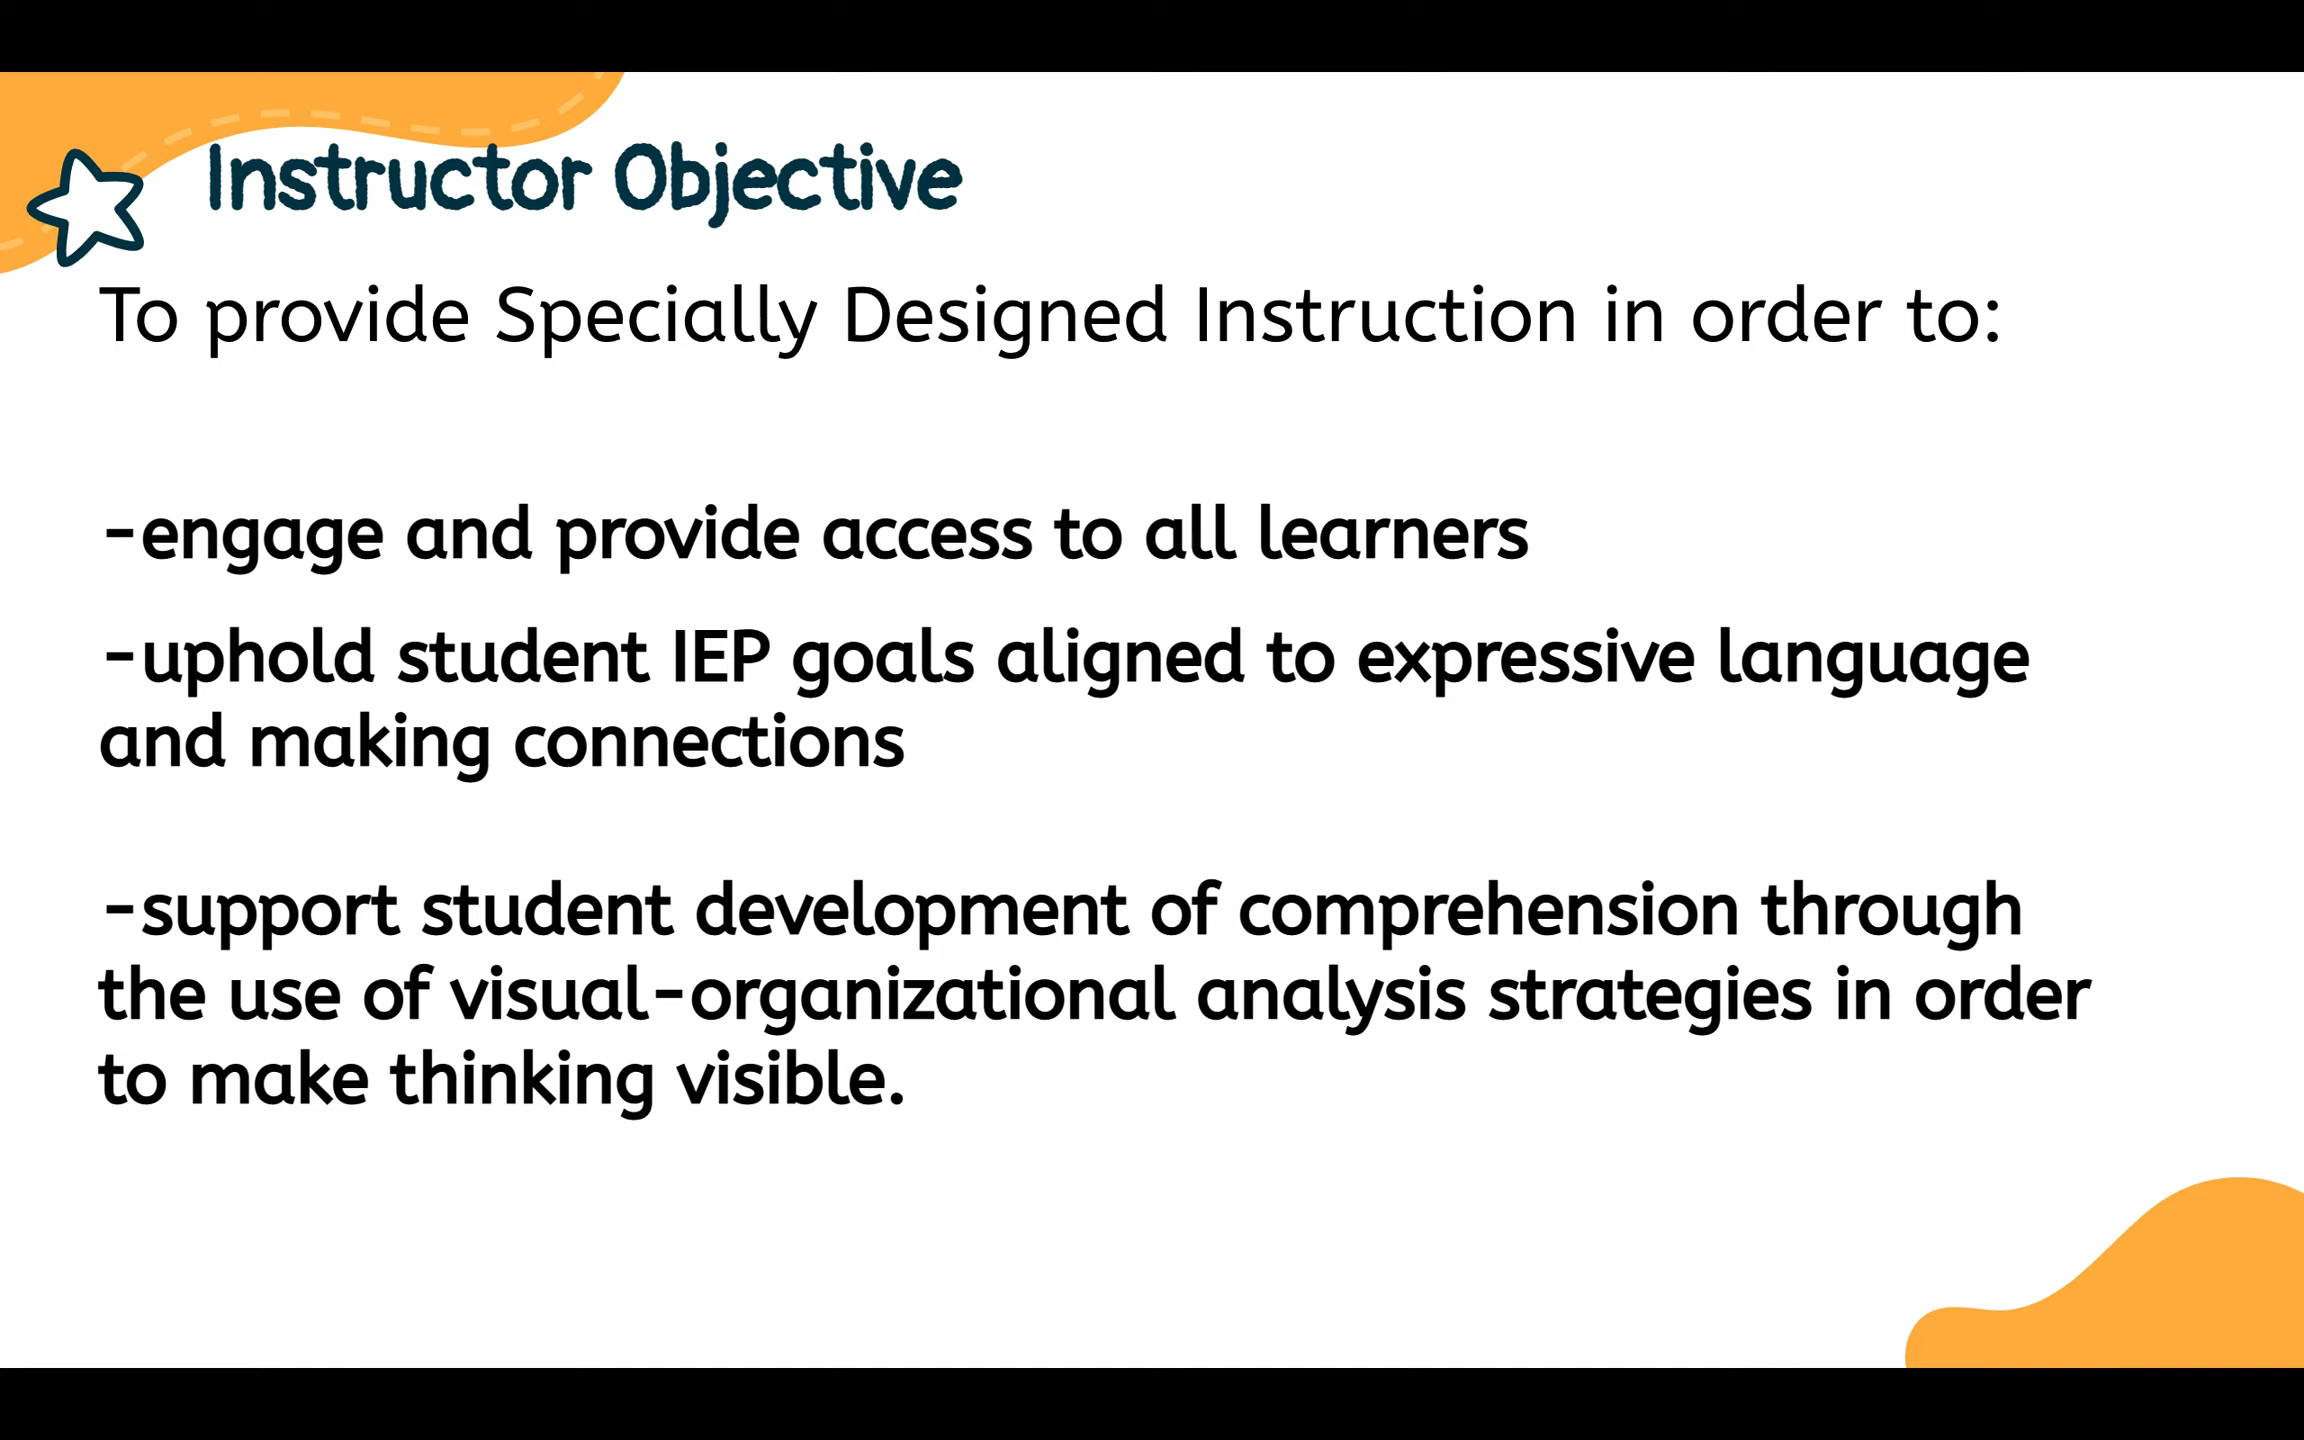 Instructor Objective
To provide Specially Designed Instruction in order to:
-engage and provide access to all learners
-uphold student IEP goals aligned to expressive language
and making connections
-support student development of comprehension through
the use of visual-organizational analysis strategies in order
to make thinking visible.